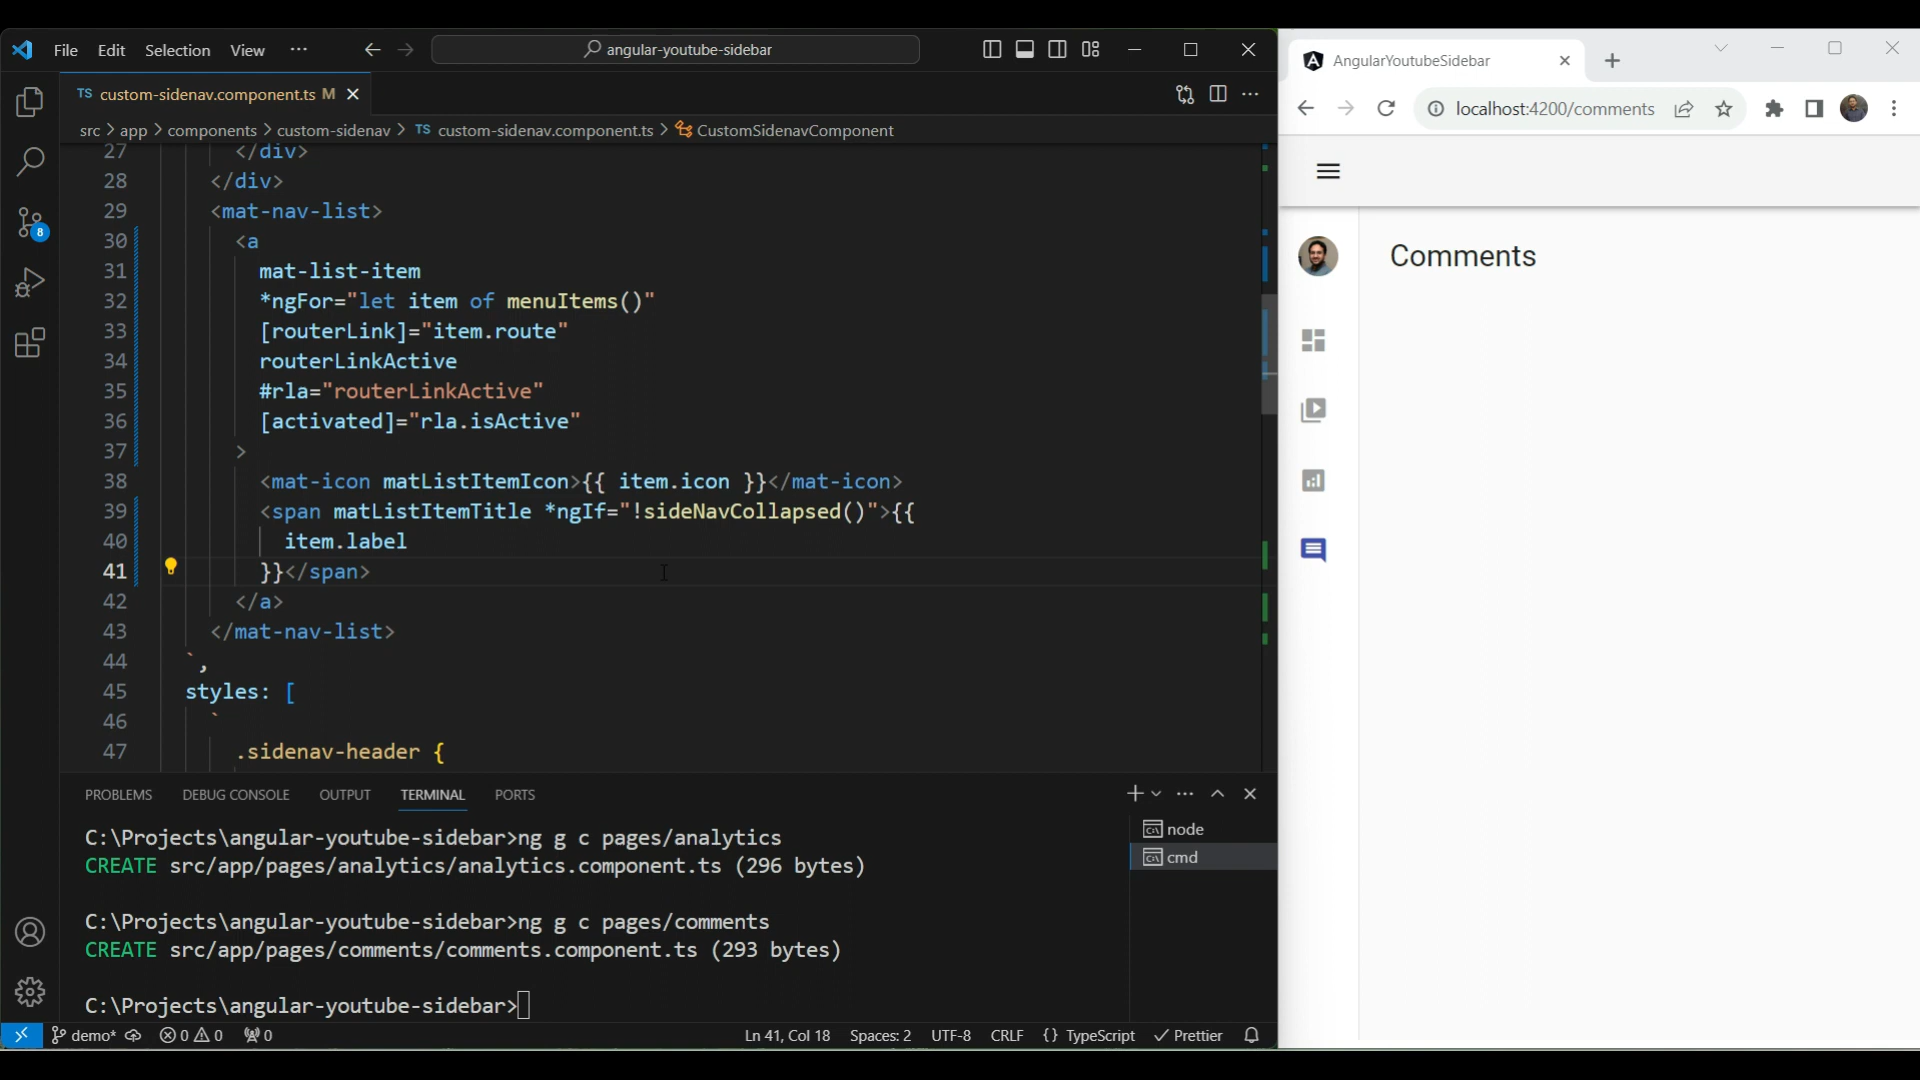 File Edit Selection View ···
angular-youtube-sidebar
TS custom-sidenav.component.ts M
src > app > components > custom-sidenav > TS custom-sidenav.component.ts > CustomSidenavComponent
27 </div>
28 </div>
29 <mat-nav-list>
30 <a
31 mat-list-item
32 *ngFor="let item of menuItems()"
33 [routerLink]="item.route"
34 routerLinkActive
35 #rla="routerLinkActive"
36 [activated]="rla.isActive"
37 >
38 <mat-icon matListItemIcon>{{ item.icon }}</mat-icon>
39 <span matListItemTitle *ngIf="!sideNavCollapsed()">{{
40 item.label
41 }}</span>
42 </a>
43 </mat-nav-list>
44 `,
45 styles: [
46 `
47 .sidenav-header {
8
PROBLEMS DEBUG CONSOLE OUTPUT TERMINAL PORTS
C:\Projects\angular-youtube-sidebar>ng g c pages/analytics
CREATE src/app/pages/analytics/analytics.component.ts (296 bytes)
C:\Projects\angular-youtube-sidebar>ng g c pages/comments
CREATE src/app/pages/comments/comments.component.ts (293 bytes)
C:\Projects\angular-youtube-sidebar>
node
cmd
demo* 0 0 0 Ln 41, Col 18 Spaces: 2 UTF-8 CRLF {} TypeScript Prettier
AngularYoutubeSidebar
localhost:4200/comments
Comments